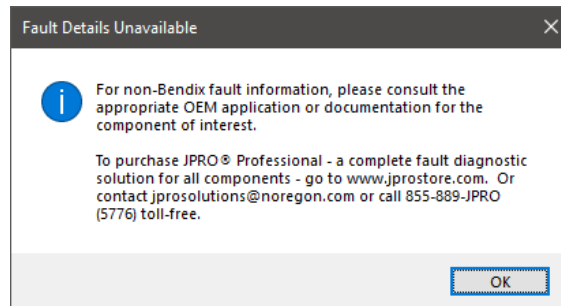 Fault Details Unavailable
For non-Bendix fault information, please consult the
appropriate OEM application or documentation for the
component of interest.
To purchase JPRO® Professional - a complete fault diagnostic
solution for all components - go to www.jprostore.com.  Or
contact jprosolutions@noregon.com or call 855-889-JPRO
(5776) toll-free.
OK